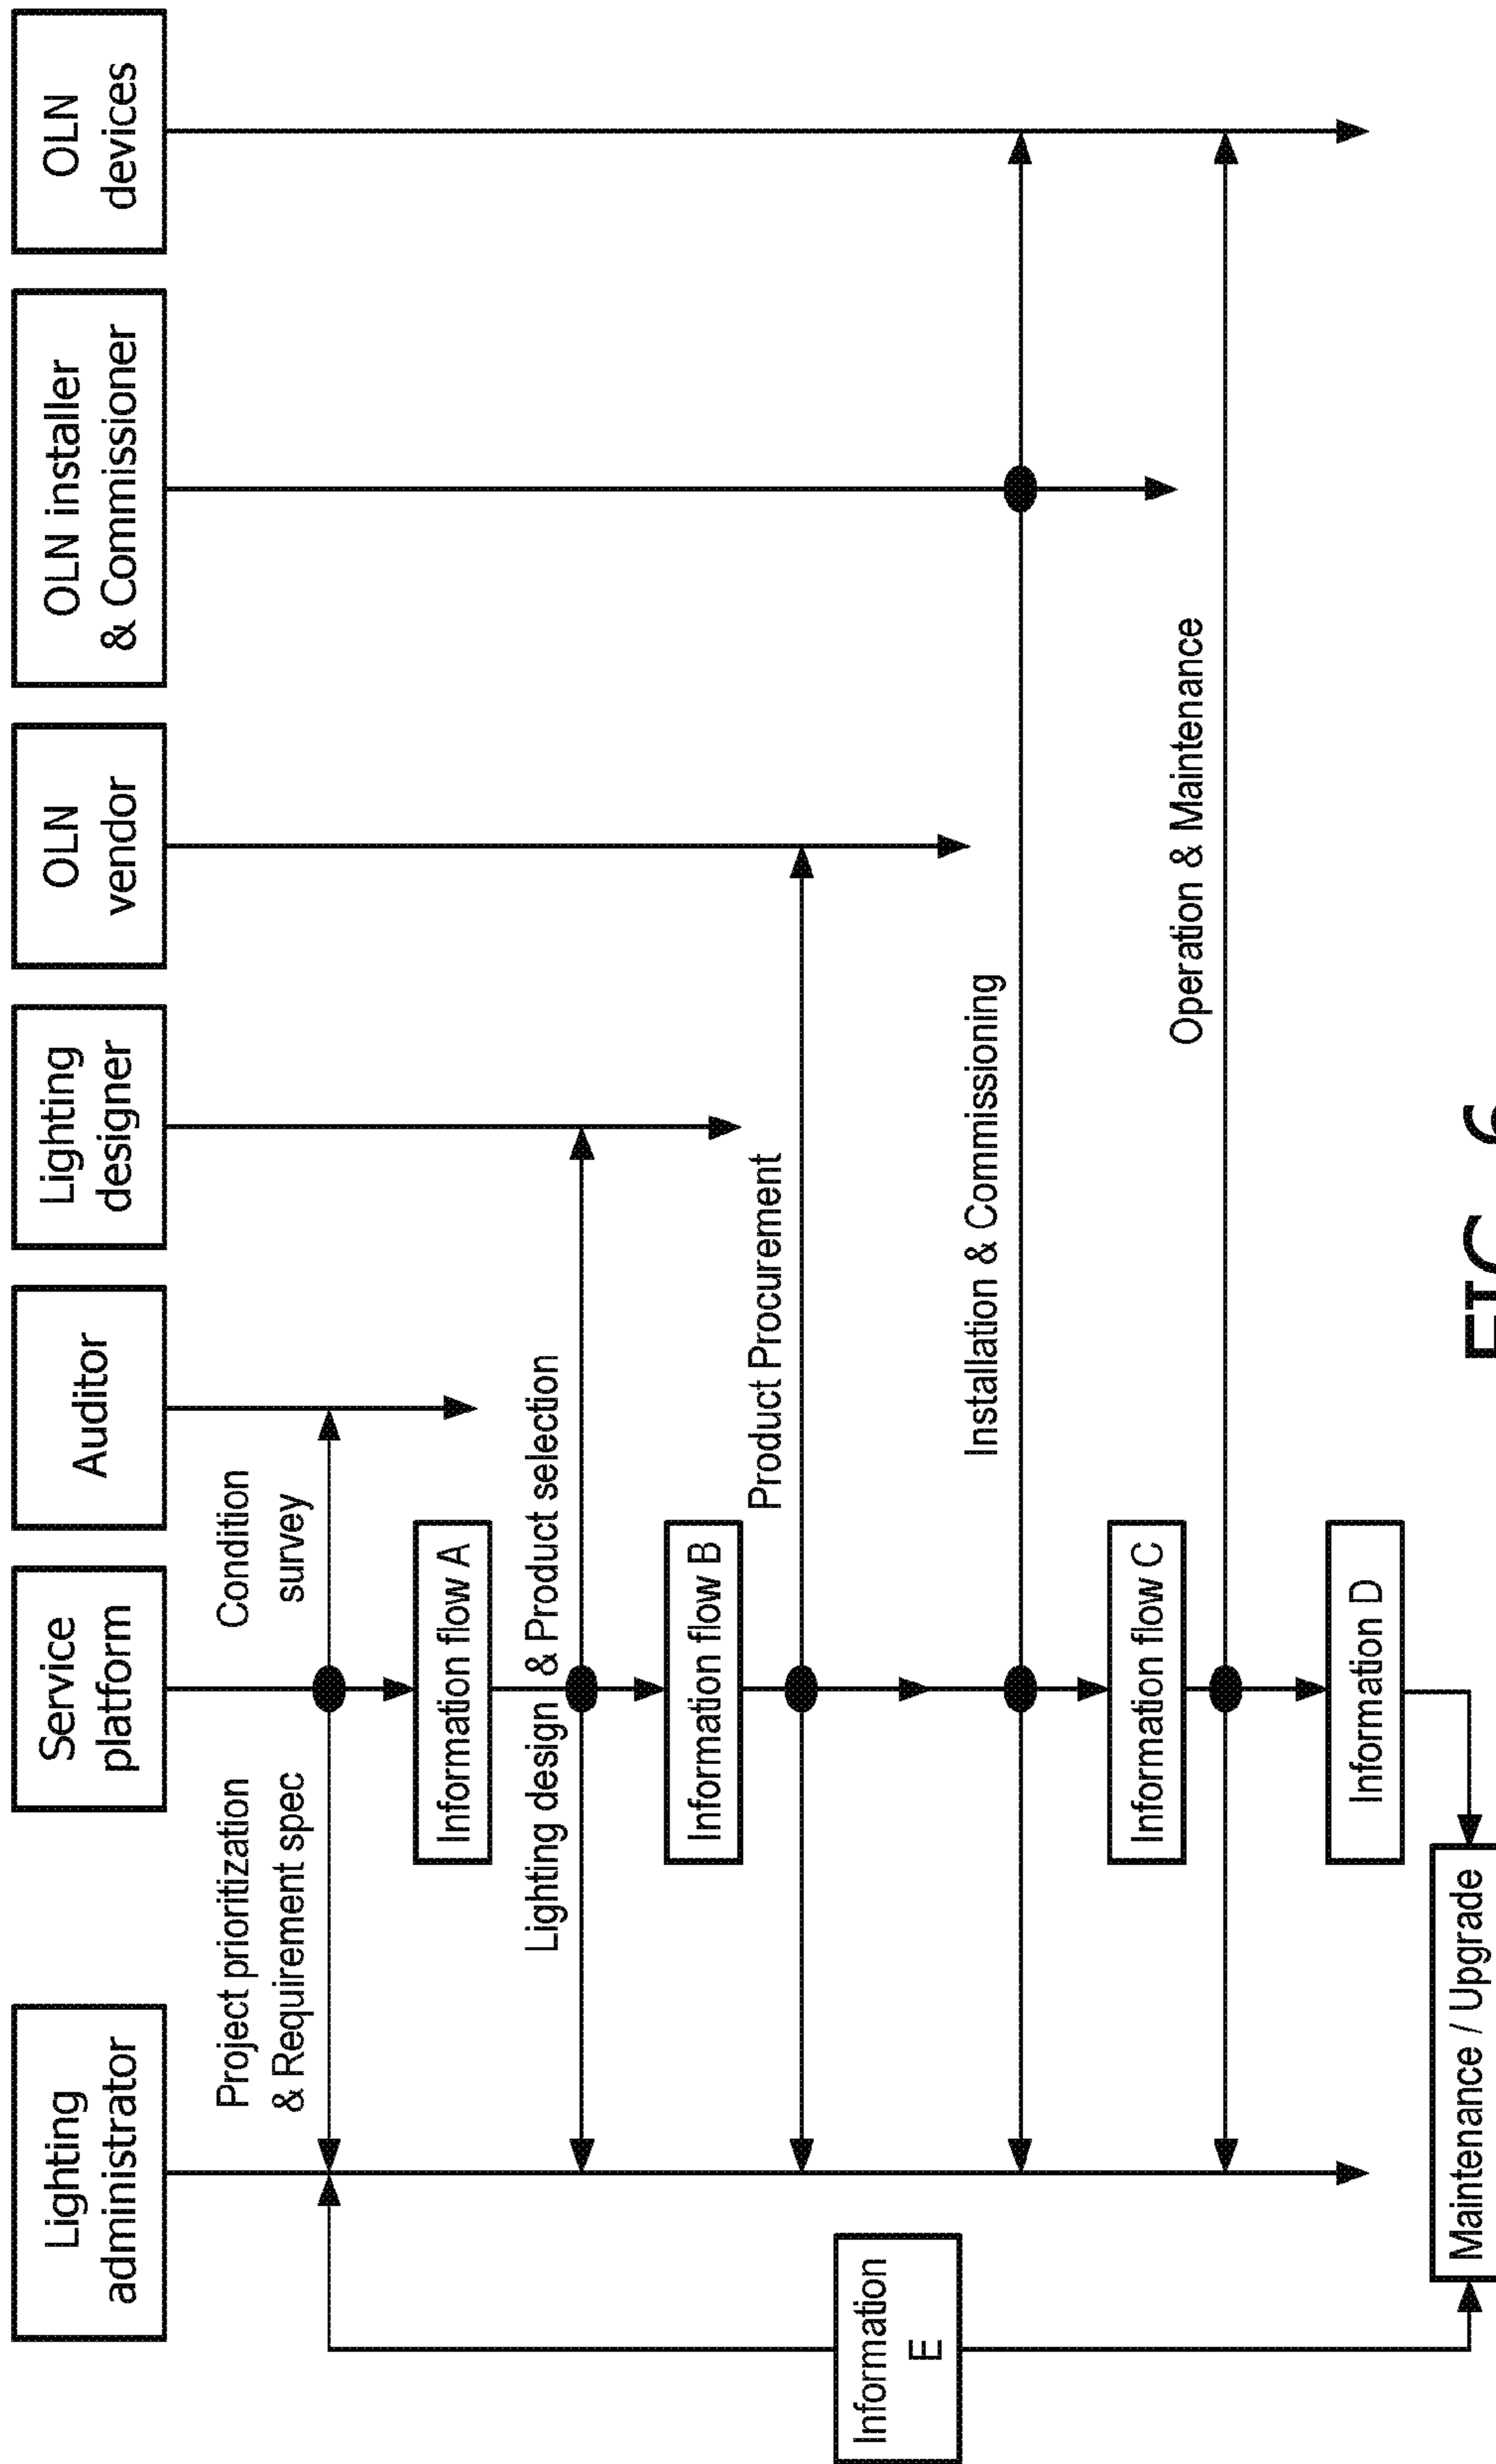 Lighting
administrator
Service
platform
Auditor
Lighting
designer
OLN
vendor
OLN installer
& Commissioner
OLN
devices
Project prioritization
& Requirement spec
Condition
survey
Information flow A
Lighting design & Product selection
Information flow B
Product Procurement
Information
E
Installation & Commissioning
Information flow C
Operation & Maintenance
Information D
Maintenance / Upgrade
FIG. 6